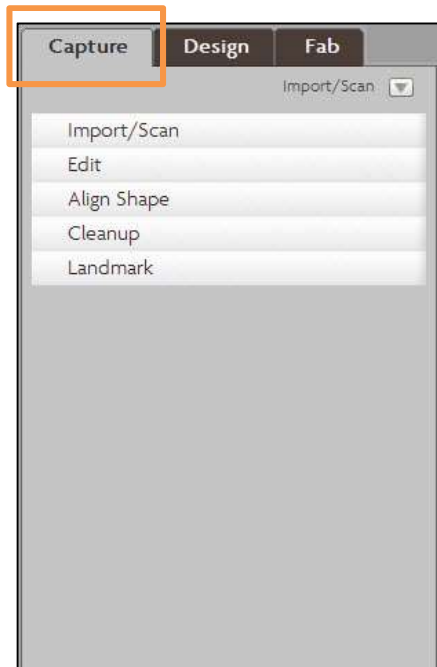 Capture Design Fab
Import/Scan
Import/Scan
Edit
Align Shape
Cleanup
Landmark